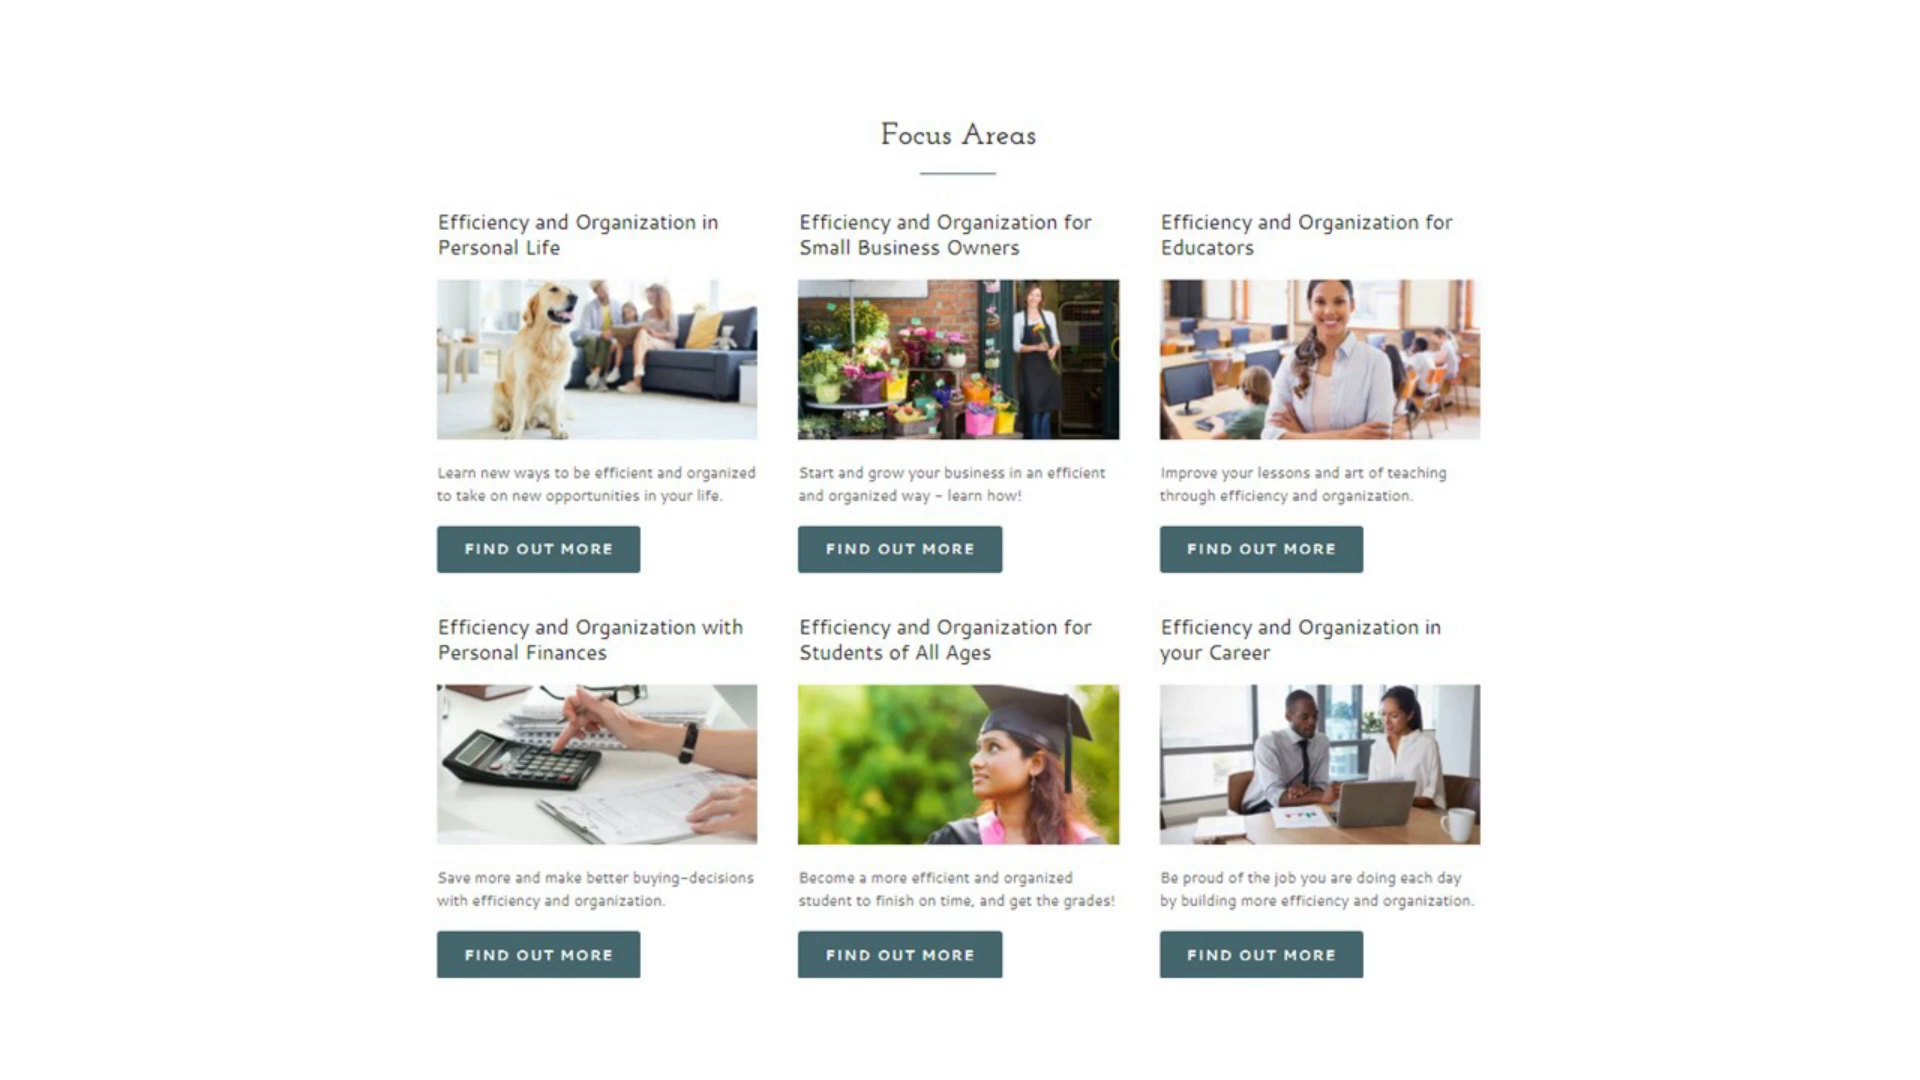 Focus Areas
Efficiency and Organization in
Personal Life
Learn new ways to be efficient and organized
to take on new opportunities in your life.
FIND OUT MORE
Efficiency and Organization for
Small Business Owners
Start and grow your business in an efficient
and organized way – learn how!
FIND OUT MORE
Efficiency and Organization for
Educators
Improve your lessons and art of teaching
through efficiency and organization.
FIND OUT MORE
Efficiency and Organization with
Personal Finances
Save more and make better buying-decisions
with efficiency and organization.
FIND OUT MORE
Efficiency and Organization for
Students of All Ages
Become a more efficient and organized
student to finish on time, and get the grades!
FIND OUT MORE
Efficiency and Organization in
your Career
Be proud of the job you are doing each day
by building more efficiency and organization.
FIND OUT MORE